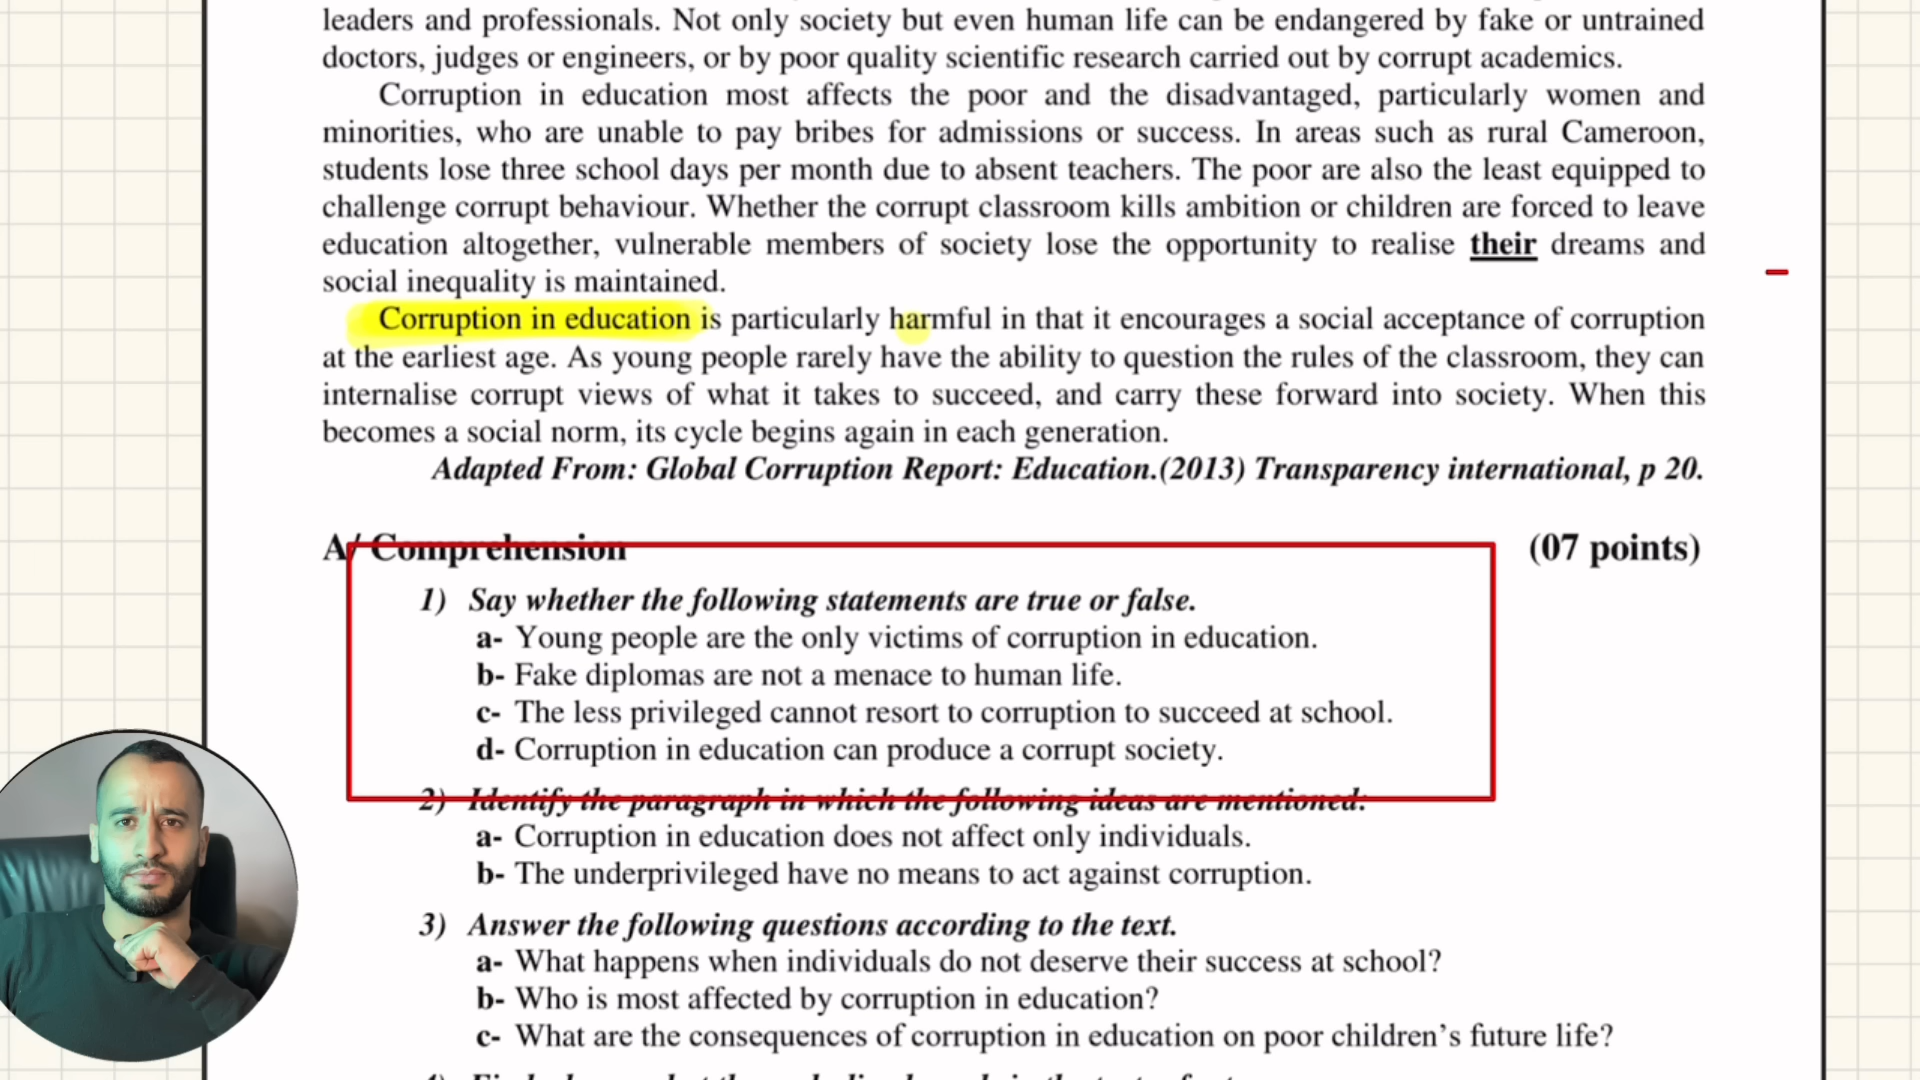 leaders and professionals. Not only society but even human life can be endangered by fake or untrained
doctors, judges or engineers, or by poor quality scientific research carried out by corrupt academics.
Corruption in education most affects the poor and the disadvantaged, particularly women and
minorities, who are unable to pay bribes for admissions or success. In areas such as rural Cameroon,
students lose three school days per month due to absent teachers. The poor are also the least equipped to
challenge corrupt behaviour. Whether the corrupt classroom kills ambition or children are forced to leave
education altogether, vulnerable members of society lose the opportunity to realise their dreams and
social inequality is maintained.
Corruption in education is particularly harmful in that it encourages a social acceptance of corruption
at the earliest age. As young people rarely have the ability to question the rules of the classroom, they can
internalise corrupt views of what it takes to succeed, and carry these forward into society. When this
becomes a social norm, its cycle begins again in each generation.
Adapted From: Global Corruption Report: Education.(2013) Transparency international, p 20.
A/ Comprehension (07 points)
1) Say whether the following statements are true or false.
a- Young people are the only victims of corruption in education.
b- Fake diplomas are not a menace to human life.
c- The less privileged cannot resort to corruption to succeed at school.
d- Corruption in education can produce a corrupt society.
2) Identify the paragraph in which the following ideas are mentioned:
a- Corruption in education does not affect only individuals.
b- The underprivileged have no means to act against corruption.
3) Answer the following questions according to the text.
a- What happens when individuals do not deserve their success at school?
b- Who is most affected by corruption in education?
c- What are the consequences of corruption in education on poor children's future life?